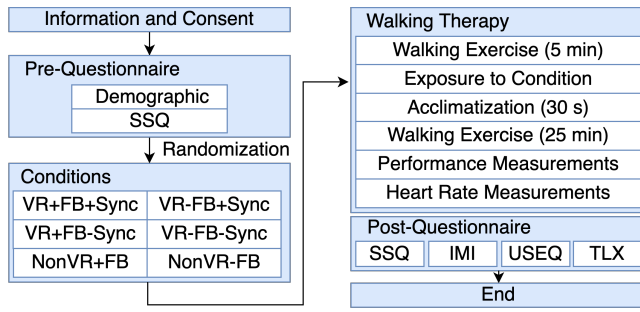 Information and Consent
Pre-Questionnaire
Demographic
SSQ
Randomization
Conditions
VR+FB+Sync VR-FB+Sync
VR+FB-Sync VR-FB-Sync
NonVR+FB NonVR-FB
Walking Therapy
Walking Exercise (5 min)
Exposure to Condition
Acclimatization (30 s)
Walking Exercise (25 min)
Performance Measurements
Heart Rate Measurements
Post-Questionnaire
SSQ IMI USEQ TLX
End